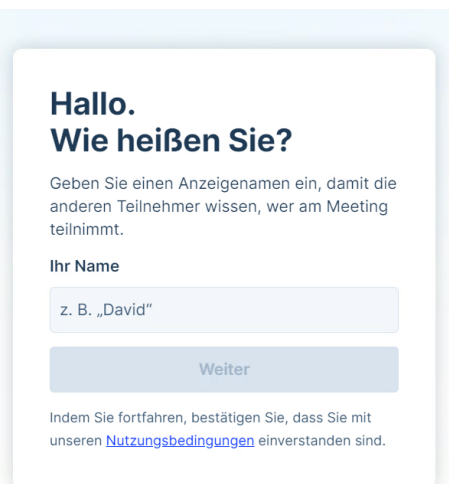 Hallo.
Wie heißen Sie?
Geben Sie einen Anzeigenamen ein, damit die
anderen Teilnehmer wissen, wer am Meeting
teilnimmt.
Ihr Name
z. B. „David“
Weiter
Indem Sie fortfahren, bestätigen Sie, dass Sie mit
unseren Nutzungsbedingungen einverstanden sind.